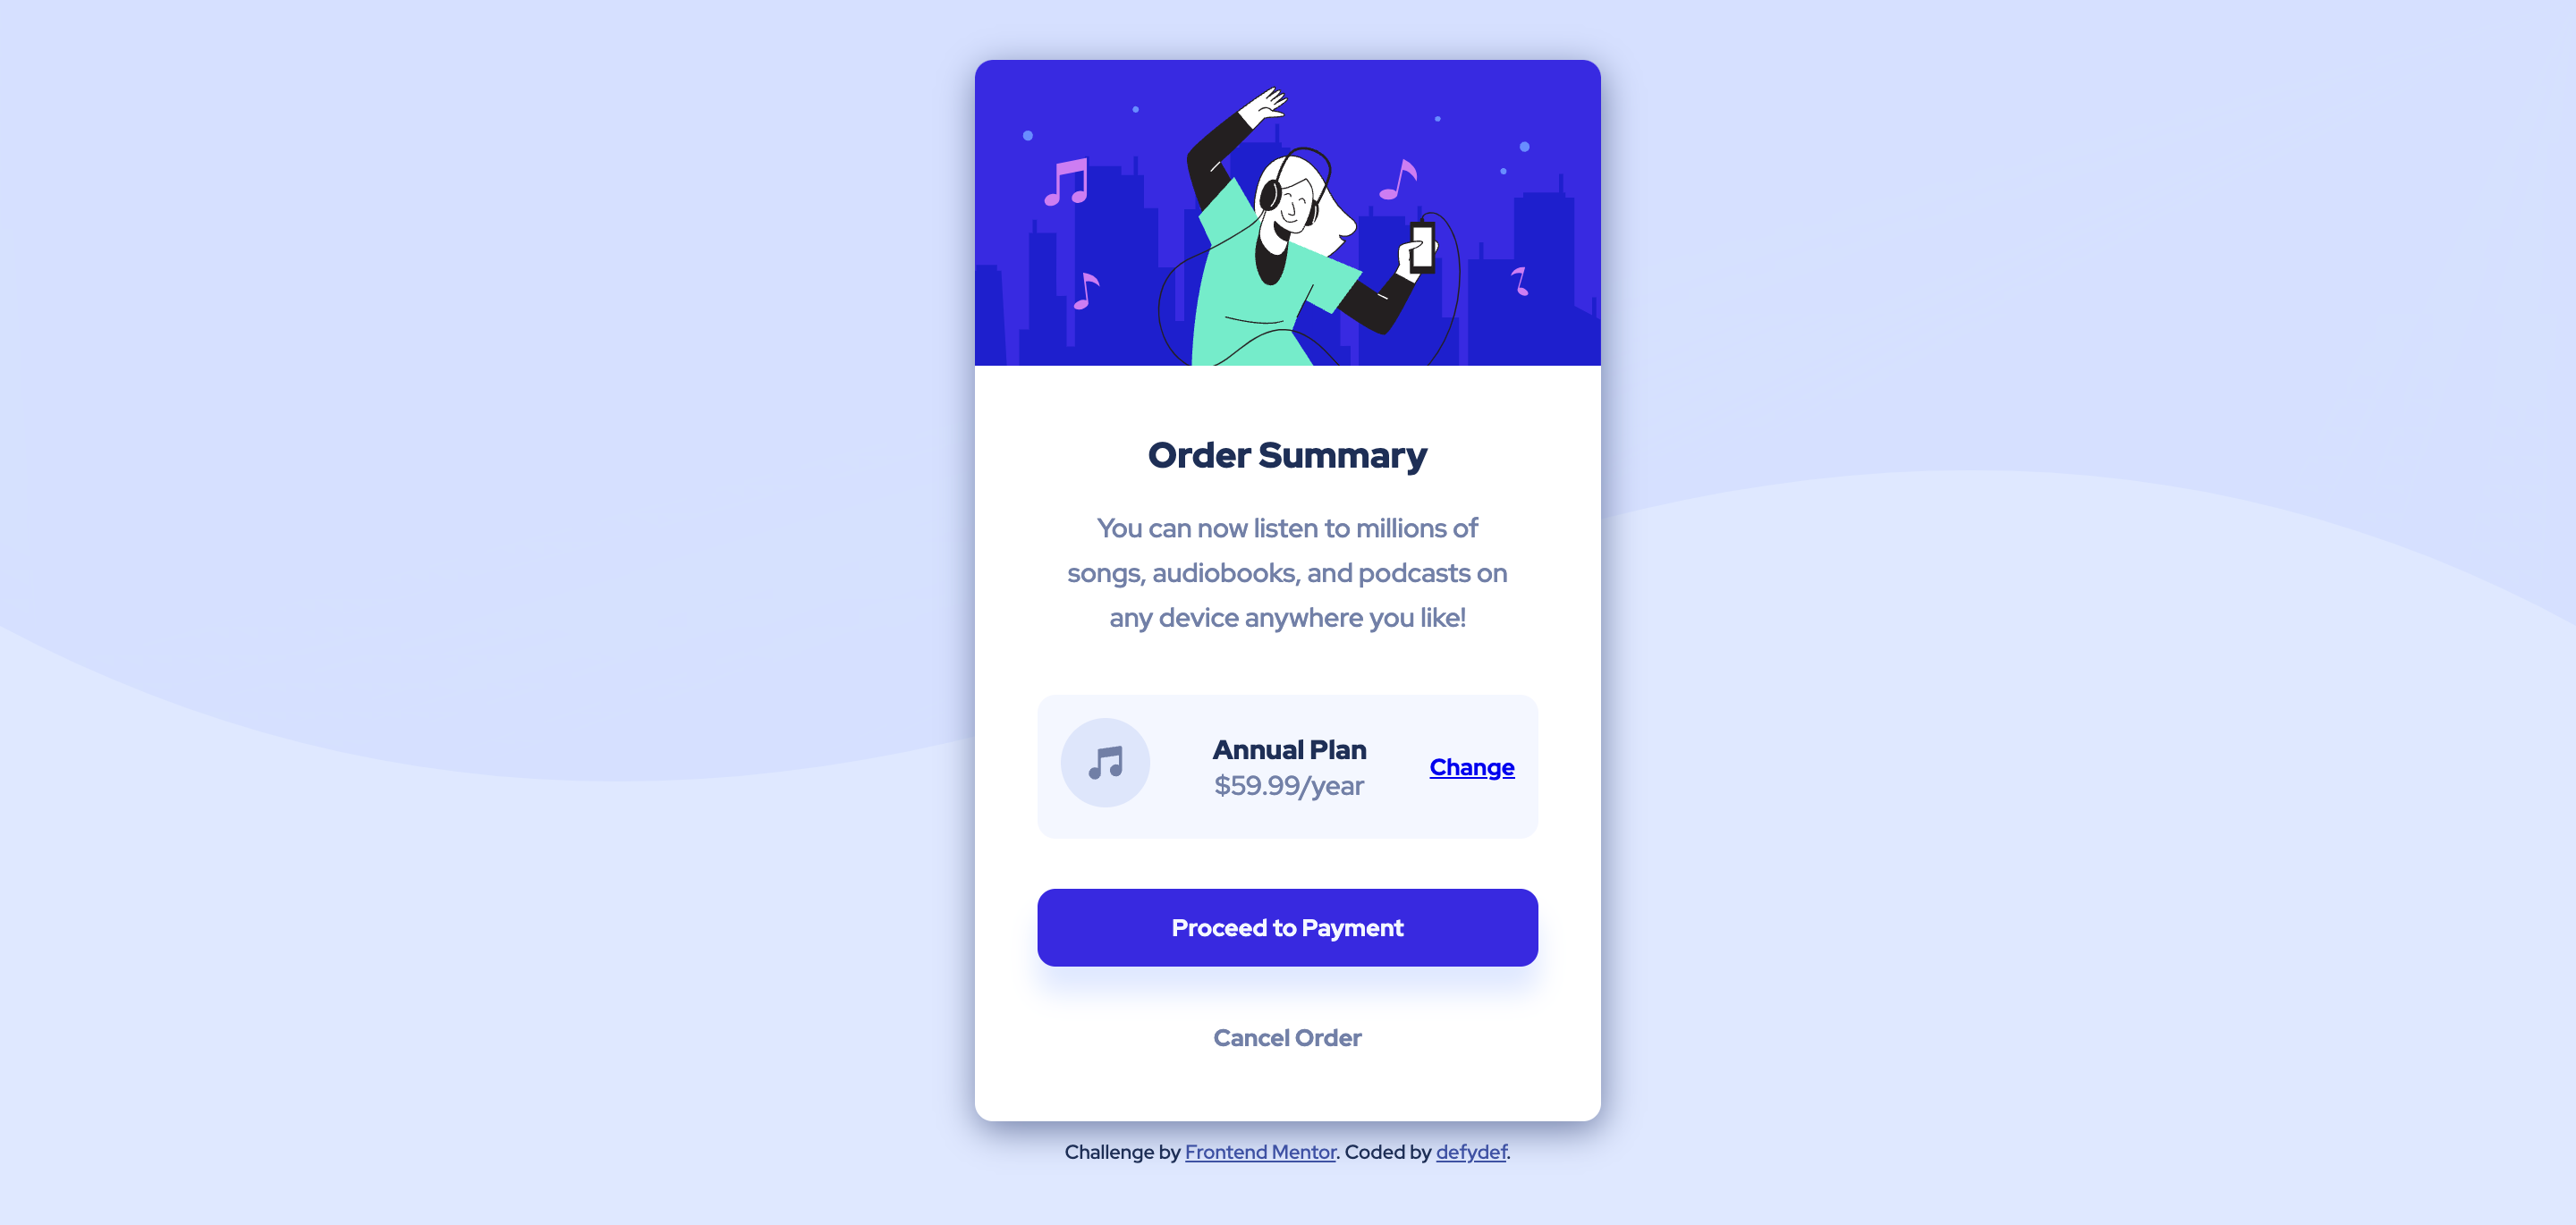 Order Summary
You can now listen to millions of
songs, audiobooks, and podcasts on
any device anywhere you like!
Annual Plan
$59.99/year
Change
Proceed to Payment
Cancel Order
Challenge by Frontend Mentor. Coded by defydef.